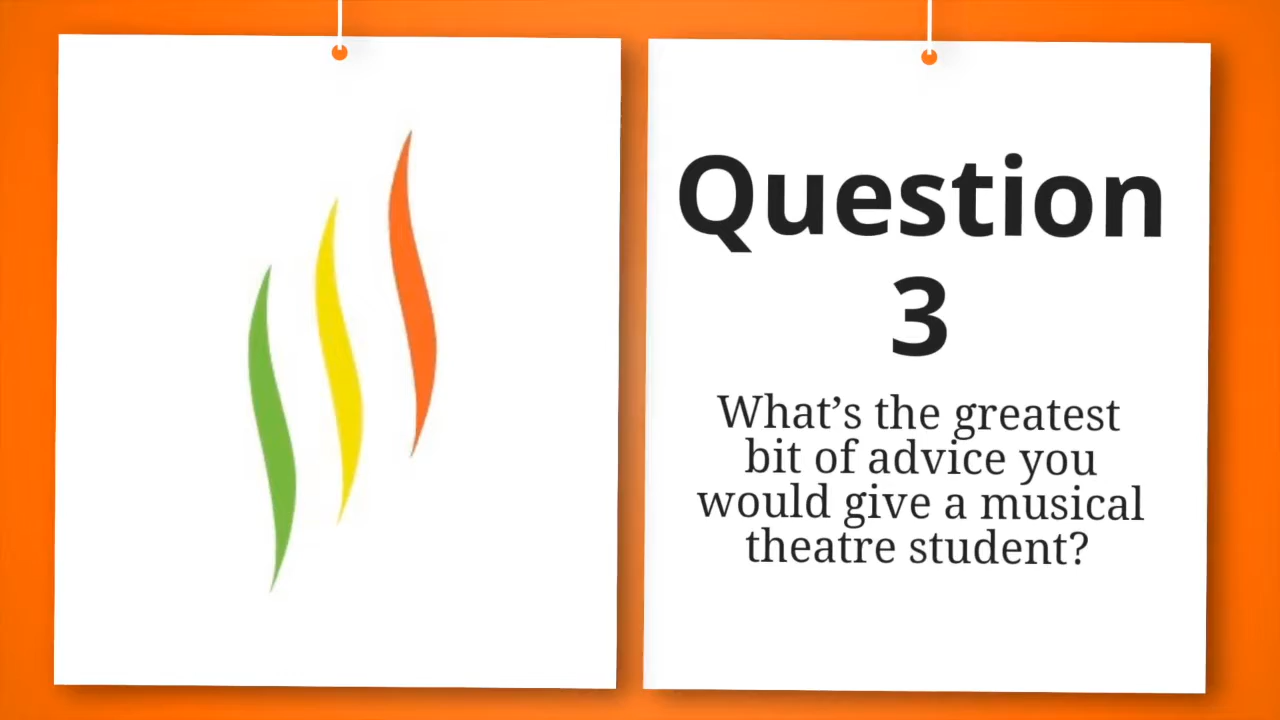 Question
3
What’s the greatest
bit of advice you
would give a musical
theatre student?